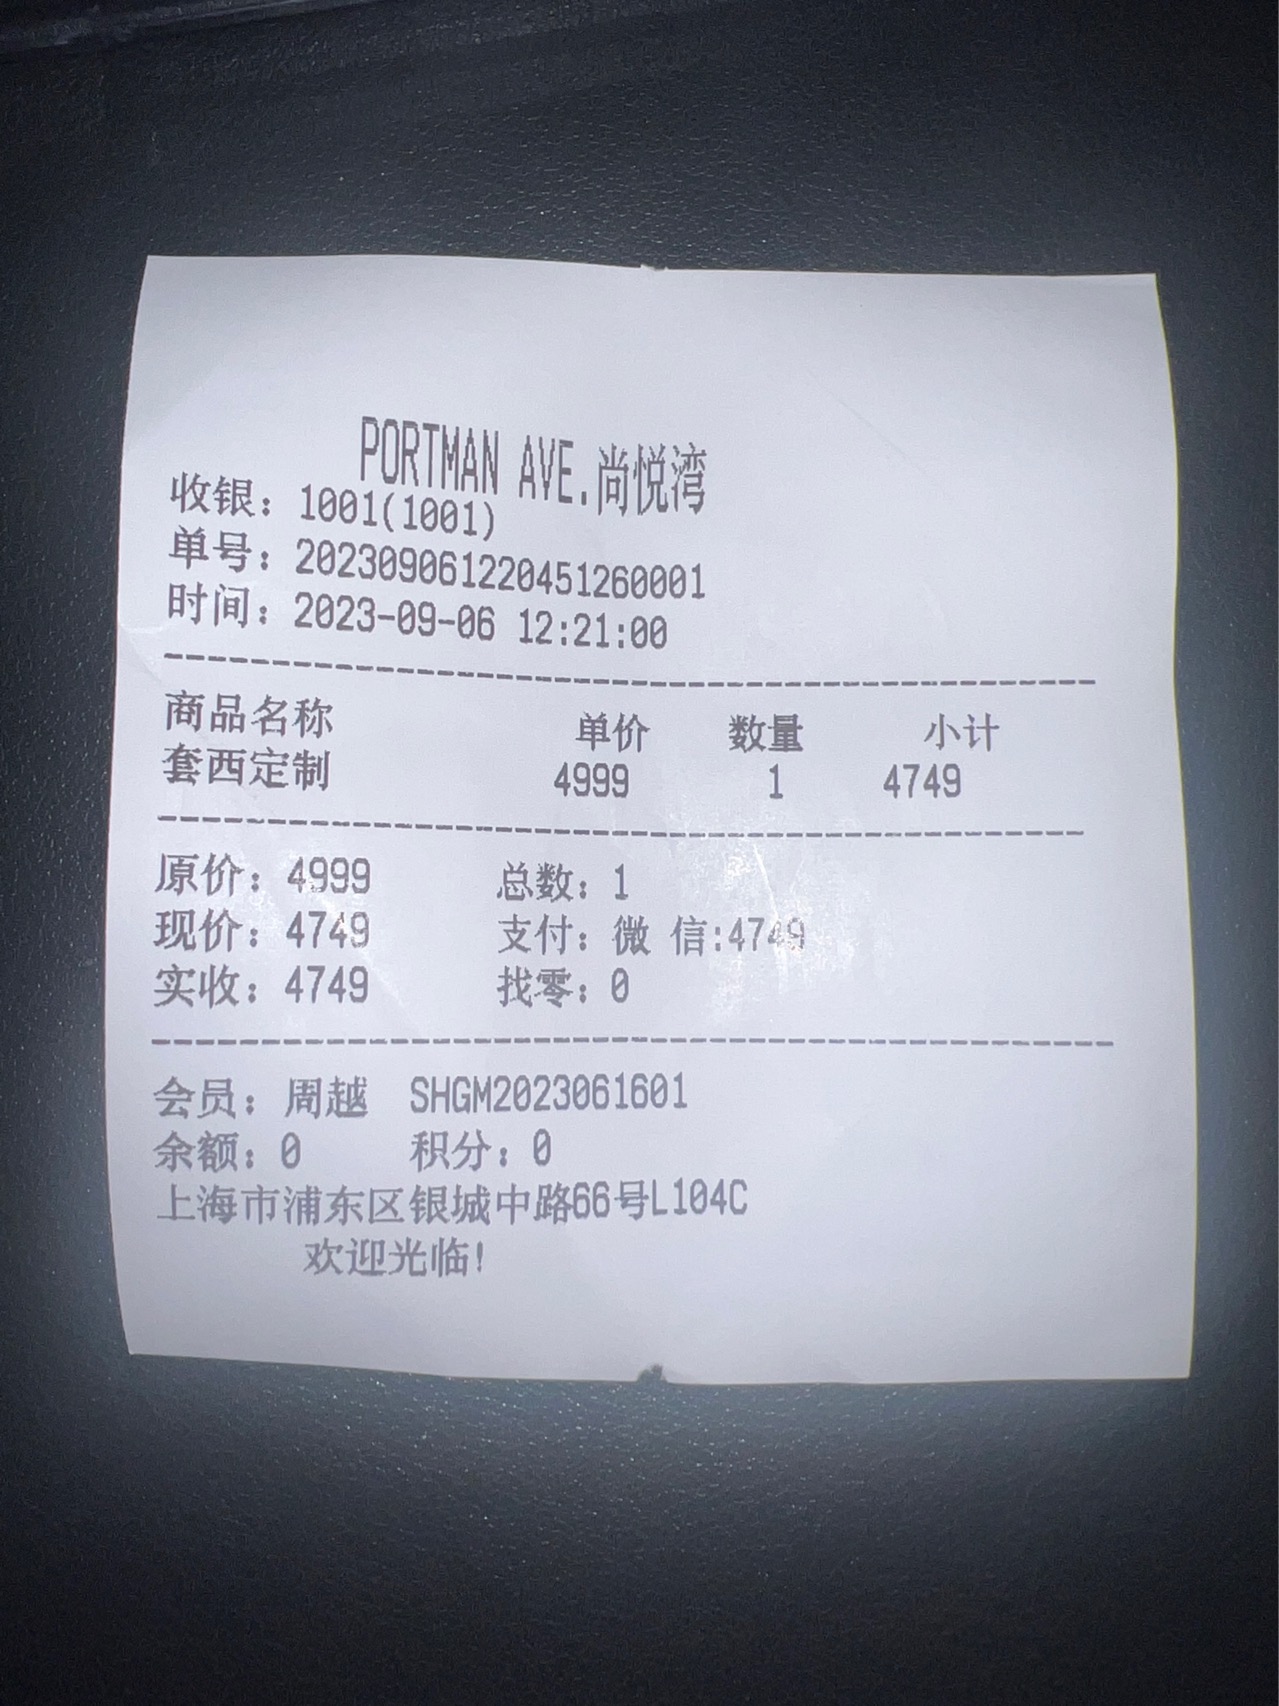 PORTMAN AVE.尚悦湾
收银：1001(1001)
单号：202309061220451260001
时间：2023-09-06 12:21:00
商品名称 单价 数量 小计
套西定制 4999 1 4749
原价：4999 总数：1
现价：4749 支付：微 信:4749
实收：4749 找零：0
会员：周越 SHGM2023061601
余额：0 积分：0
上海市浦东区银城中路66号L104C
欢迎光临!